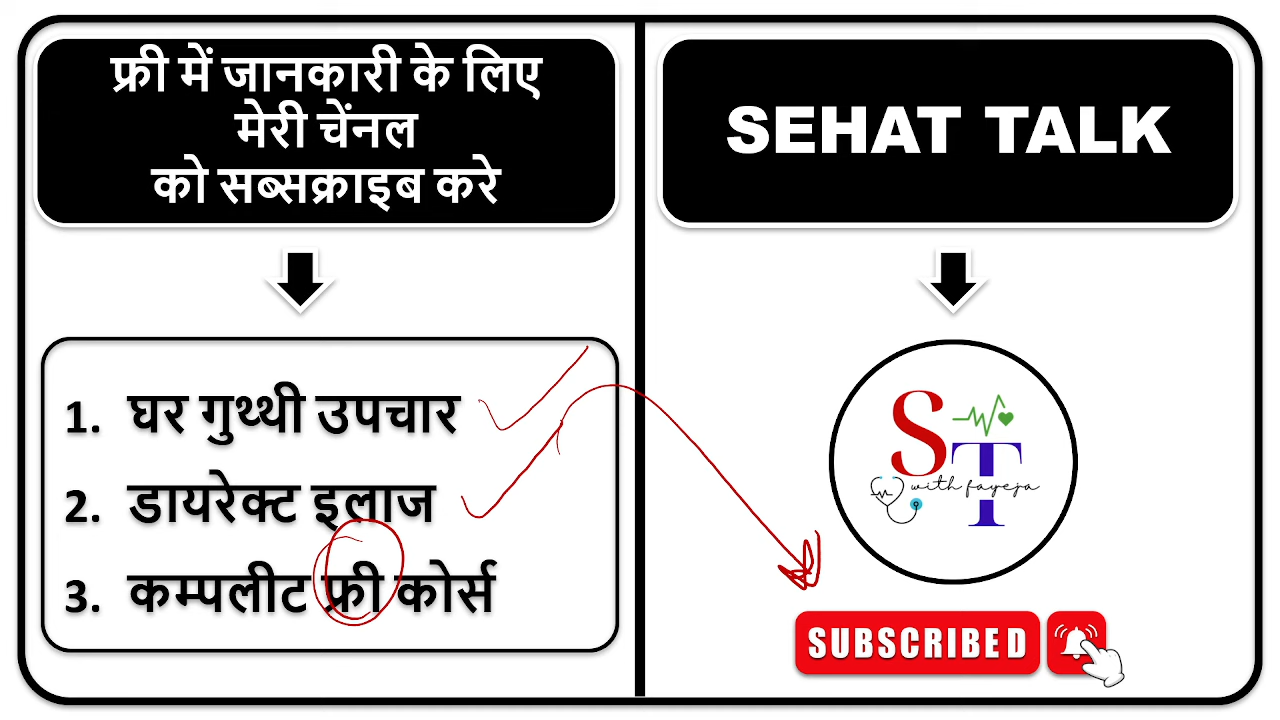 फ्री में जानकारी के लिए
मेरी चेंनल
को सब्सक्राइब करे
1. घर गुथ्थी उपचार
2. डायरेक्ट इलाज
3. कम्पलीट फ्री कोर्स
SEHAT TALK
ST
with fayeja
SUBSCRIBED